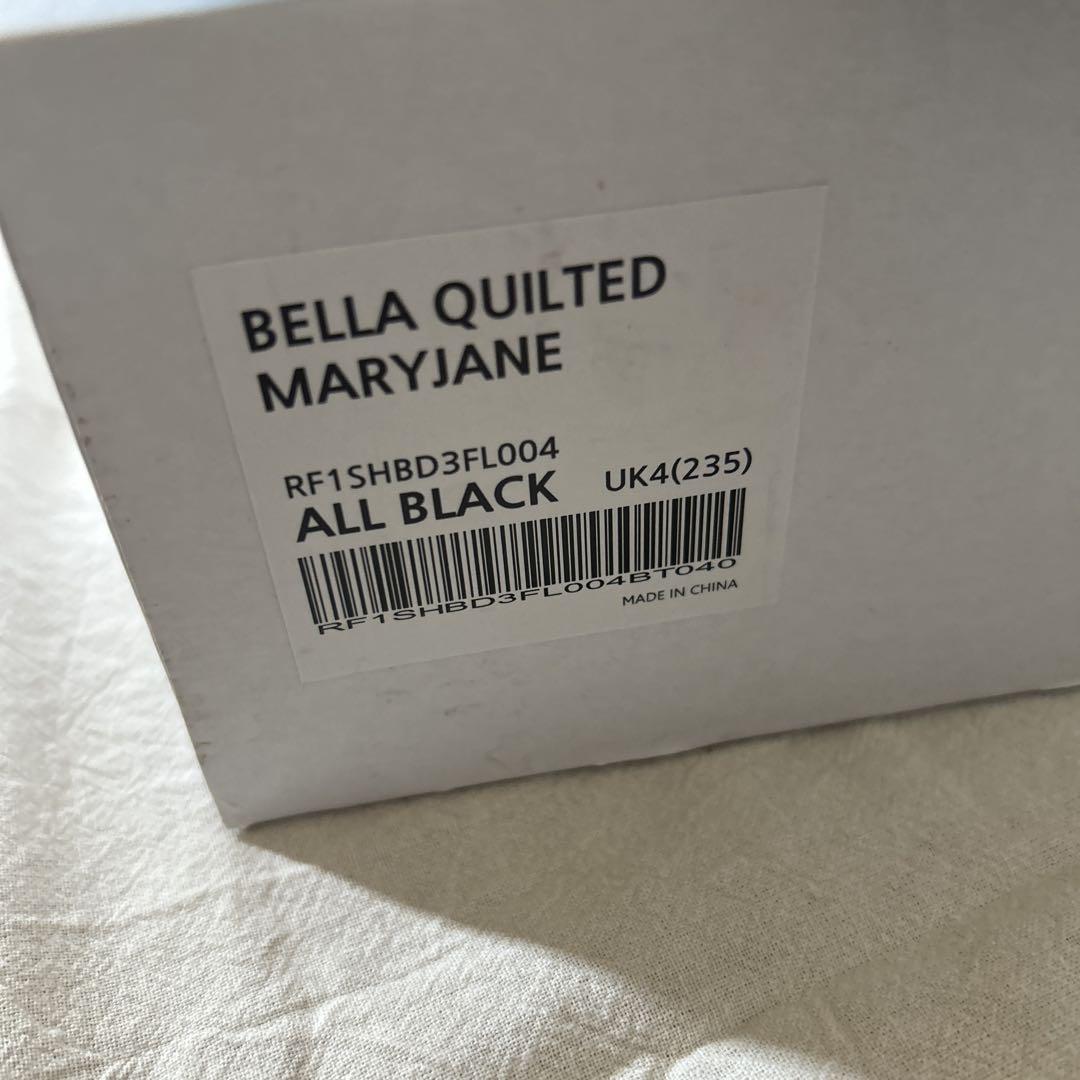 BELLA QUILTED
MARYJANE
RF1SHBD3FL004
ALL BLACK UK4(235)
RF1SHBD3FL004BT040
MADE IN CHINA